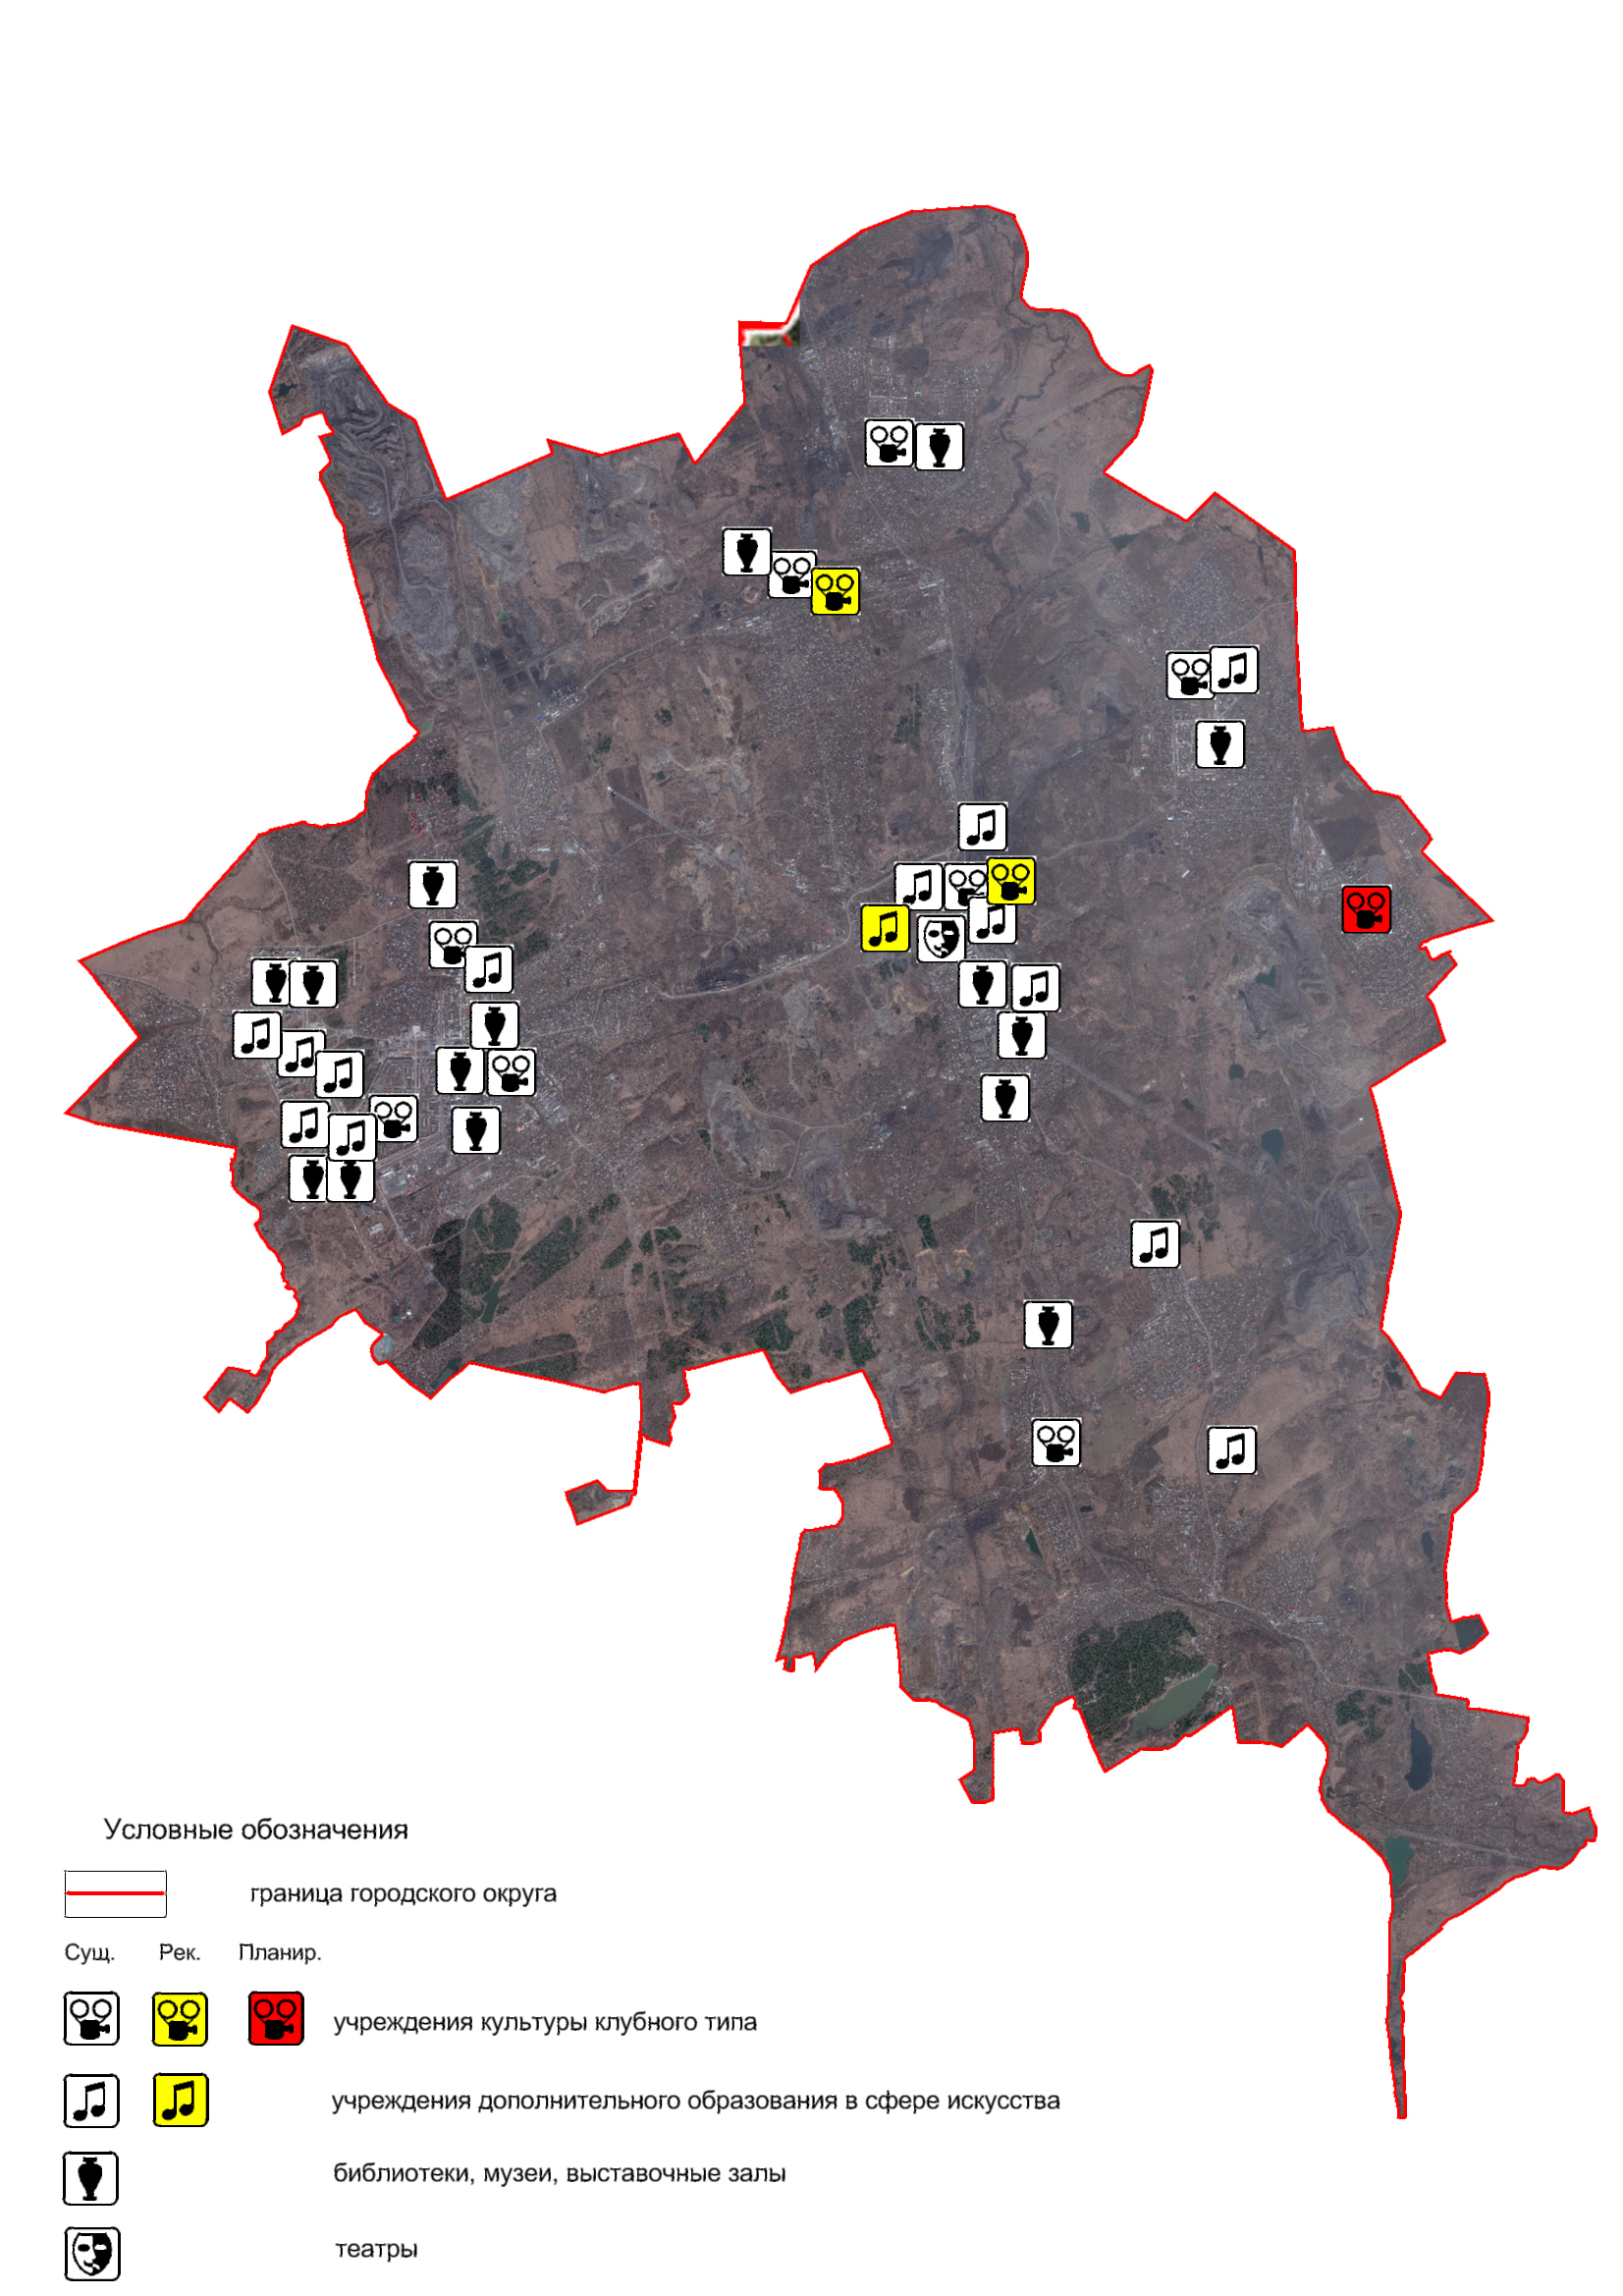 Условные обозначения
граница городского округа
Сущ. Рек. Планир.
учреждения культуры клубного типа
учреждения дополнительного образования в сфере искусства
библиотеки, музеи, выставочные залы
театры